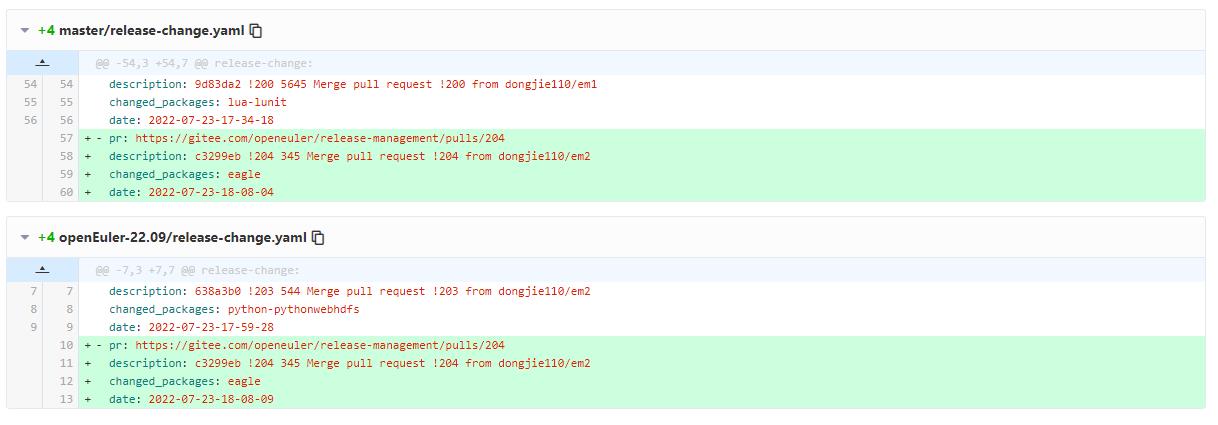 +4 master/release-change.yaml
@@ -54,3 +54,7 @@ release-change:
54 54 description: 9d83da2 !200 5645 Merge pull request !200 from dongjie110/em1
55 55 changed_packages: lua-lunit
56 56 date: 2022-07-23-17-34-18
57 + - pr: https://gitee.com/openeuler/release-management/pulls/204
58 + description: c3299eb !204 345 Merge pull request !204 from dongjie110/em2
59 + changed_packages: eagle
60 + date: 2022-07-23-18-08-04
+4 openEuler-22.09/release-change.yaml
@@ -7,3 +7,7 @@ release-change:
7 7 description: 638a3b0 !203 544 Merge pull request !203 from dongjie110/em2
8 8 changed_packages: python-pythonwebhdfs
9 9 date: 2022-07-23-17-59-28
10 + - pr: https://gitee.com/openeuler/release-management/pulls/204
11 + description: c3299eb !204 345 Merge pull request !204 from dongjie110/em2
12 + changed_packages: eagle
13 + date: 2022-07-23-18-08-09